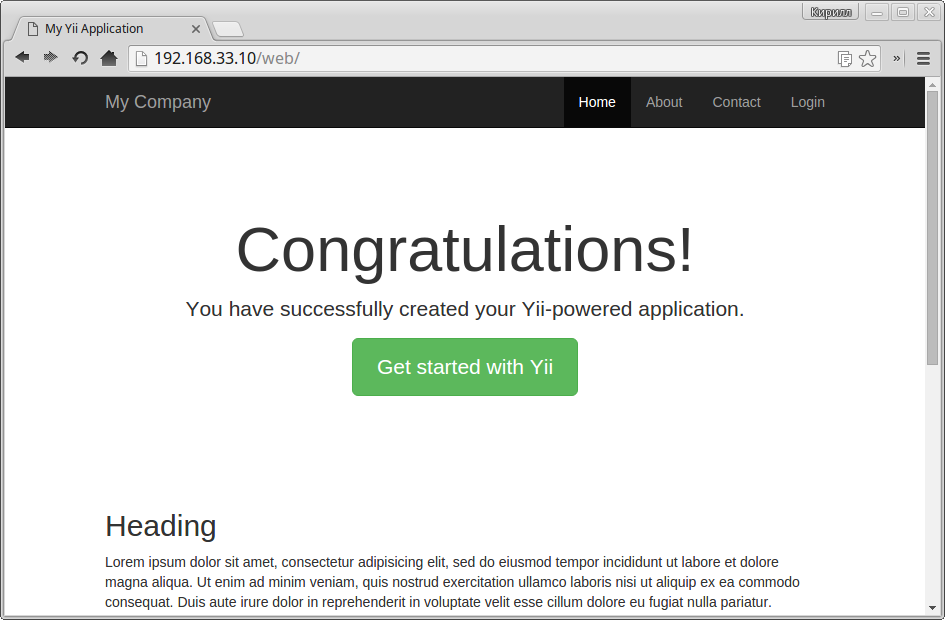 Кирилл
My Yii Application
192.168.33.10/web/
»
My Company
Home About Contact Login
Congratulations!
You have successfully created your Yii-powered application.
Get started with Yii
Heading
Lorem ipsum dolor sit amet, consectetur adipisicing elit, sed do eiusmod tempor incididunt ut labore et dolore
magna aliqua. Ut enim ad minim veniam, quis nostrud exercitation ullamco laboris nisi ut aliquip ex ea commodo
consequat. Duis aute irure dolor in reprehenderit in voluptate velit esse cillum dolore eu fugiat nulla pariatur.